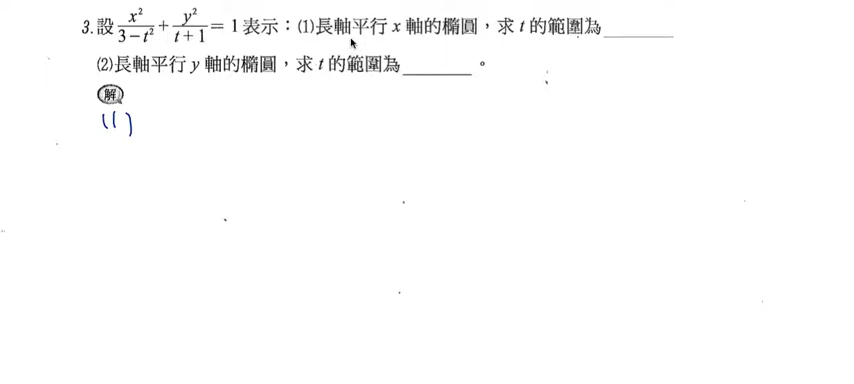 3.設 x²/(3−t²) + y²/(t+1) = 1 表示：(1)長軸平行 x 軸的橢圓，求 t 的範圍為________
(2)長軸平行 y 軸的橢圓，求 t 的範圍為________。
解
(1)